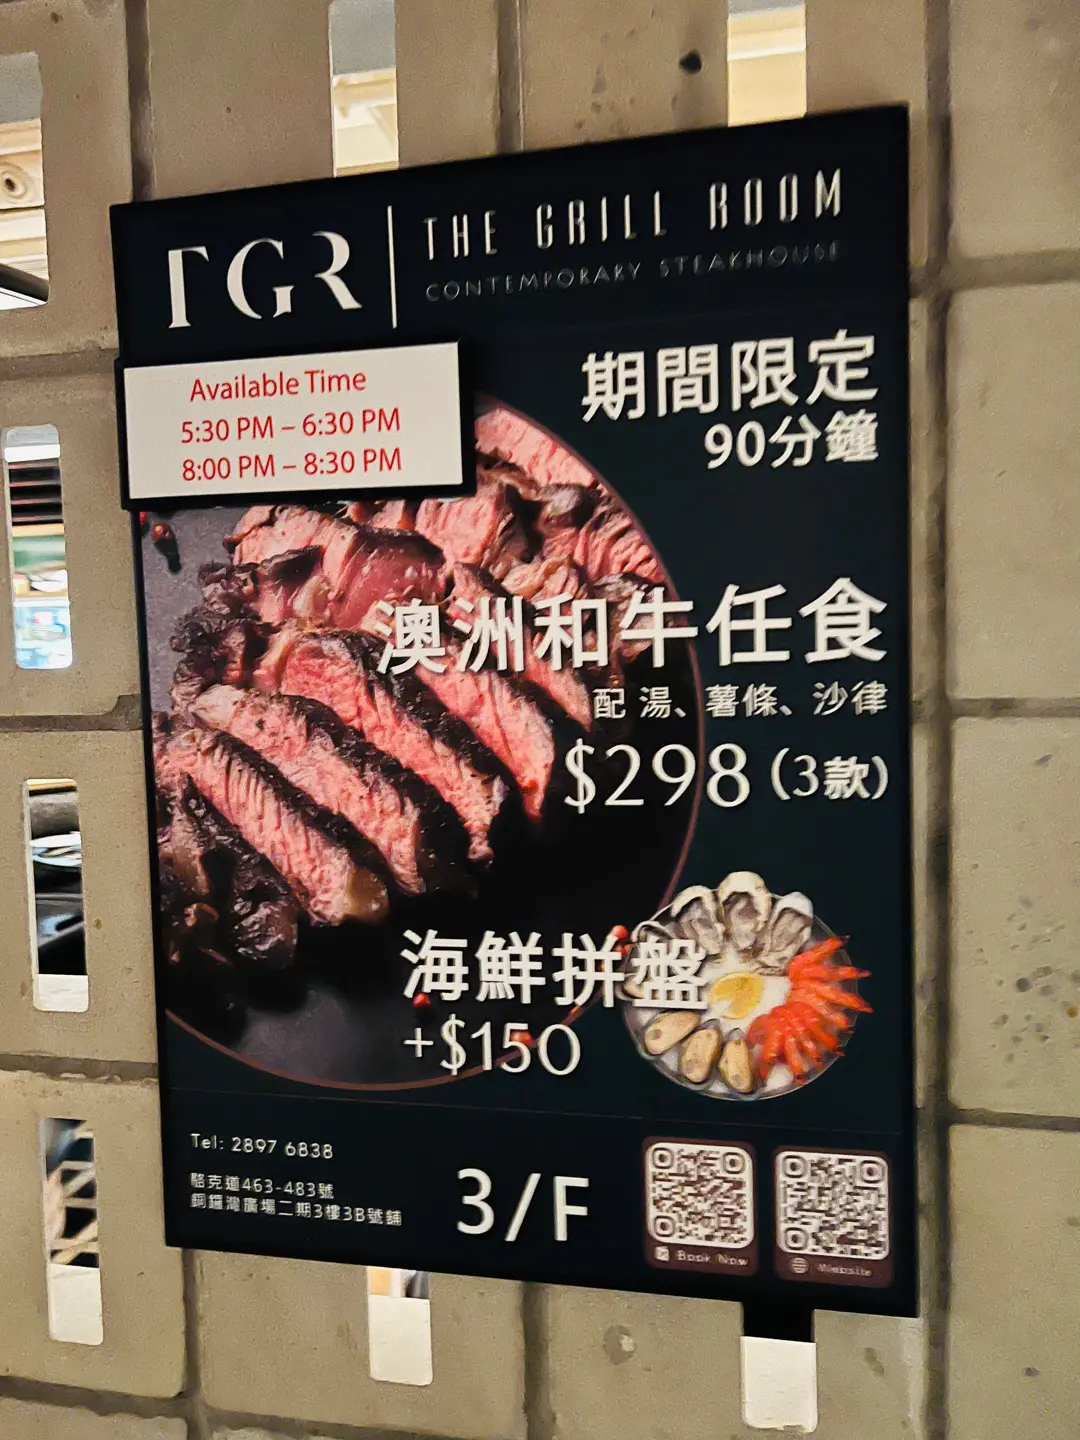 TGR
THE GRILL ROOM
CONTEMPORARY STEAKHOUSE
Available Time
5:30 PM – 6:30 PM
8:00 PM – 8:30 PM
期間限定
90分鐘
澳洲和牛任食
配 湯、薯條、沙律
$298 (3款)
海鮮拼盤
+$150
Tel: 2897 6838
駱克道463-483號
銅鑼灣廣場二期3樓3B號舖
3/F
Book Now
Website